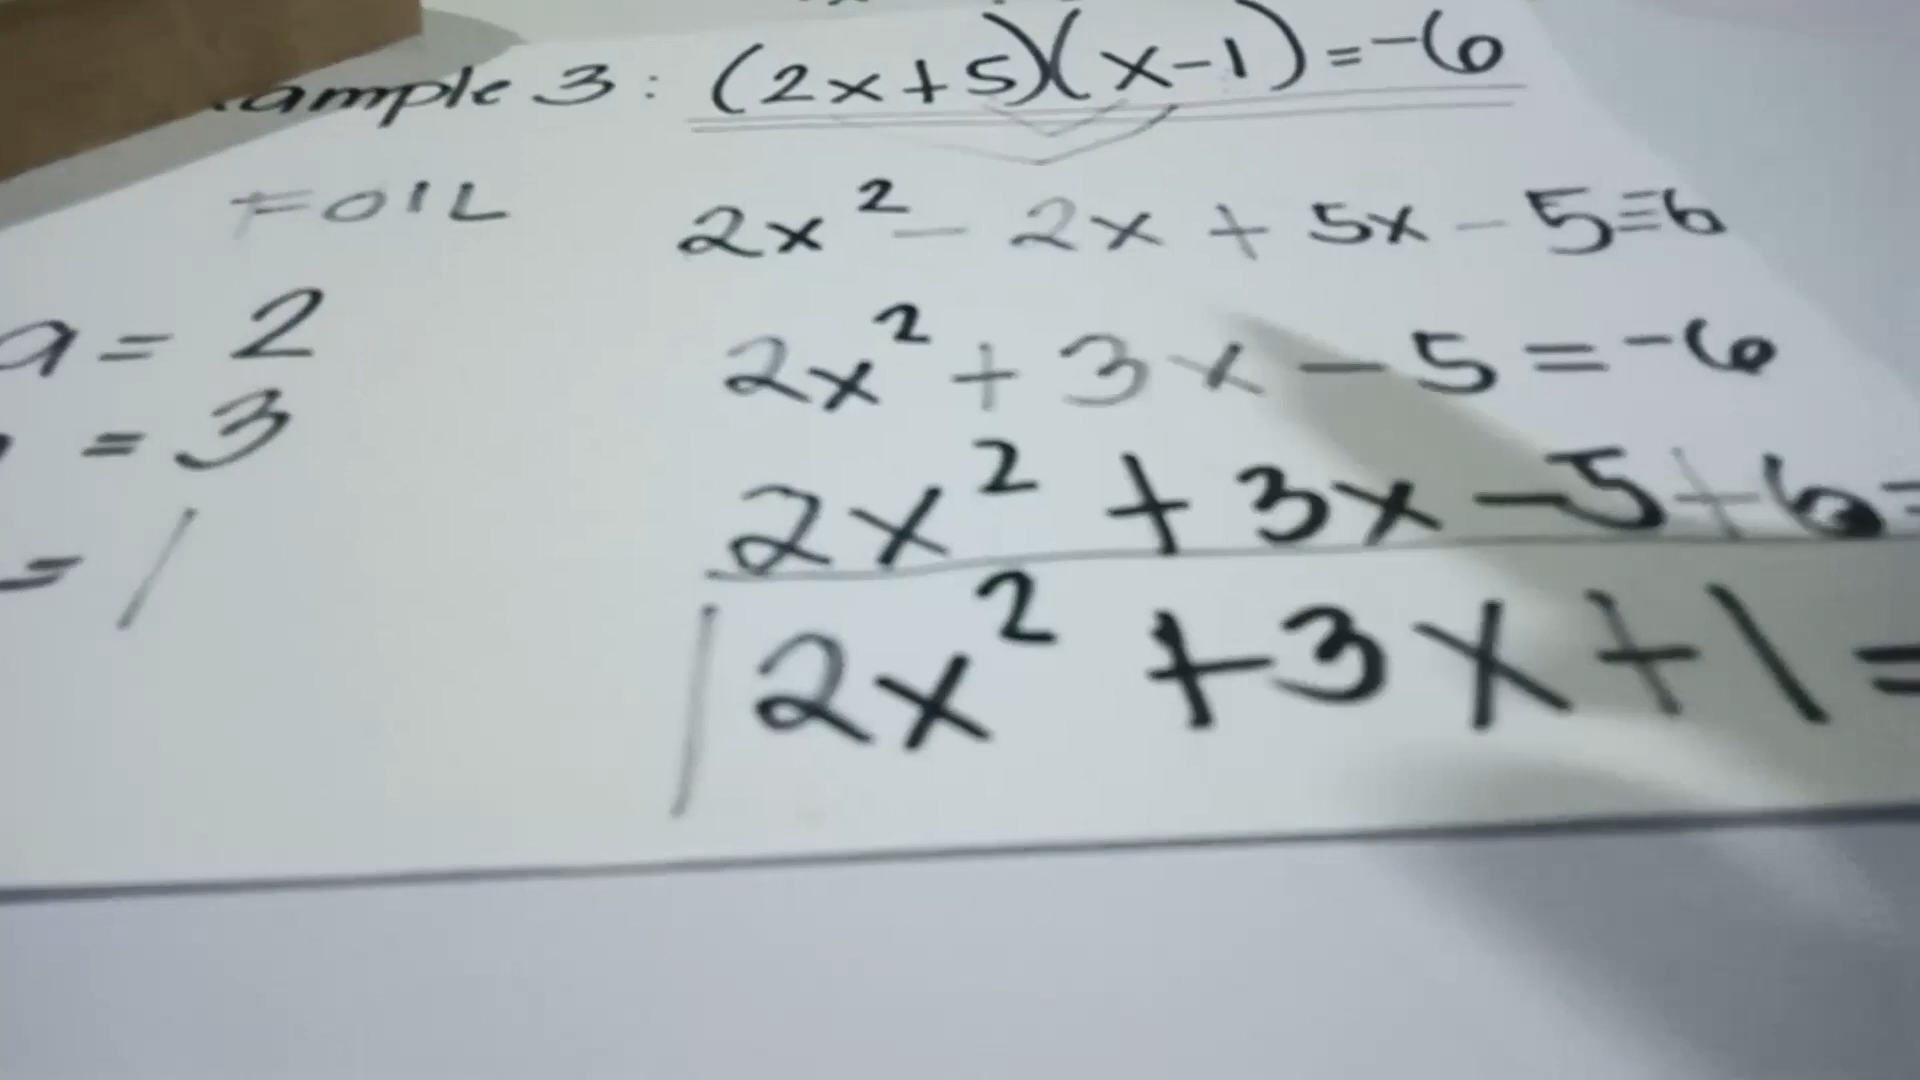 ample 3: (2x+5)(x-1)=-6
FOIL
2x² - 2x + 5x - 5=-6
a = 2
2x² + 3x - 5 = -6
= 3
2x² + 3x - 5 + 6 =
= 1
2x² + 3x + 1 =